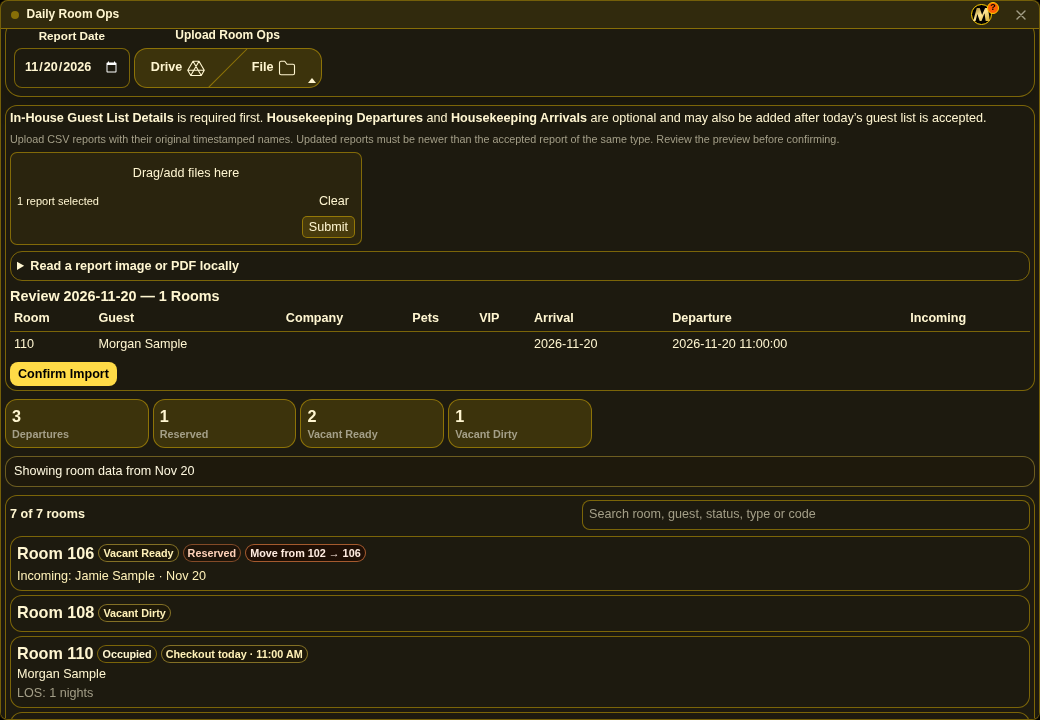 Daily Room Ops
M ?
Report Date
Upload Room Ops
11/20/2026
Drive
File
In-House Guest List Details is required first. Housekeeping Departures and Housekeeping Arrivals are optional and may also be added after today's guest list is accepted.
Upload CSV reports with their original timestamped names. Updated reports must be newer than the accepted report of the same type. Review the preview before confirming.
Drag/add files here
1 report selected
Clear
Submit
Read a report image or PDF locally
Review 2026-11-20 — 1 Rooms
Room Guest Company Pets VIP Arrival Departure Incoming
110 Morgan Sample 2026-11-20 2026-11-20 11:00:00
Confirm Import
3
Departures
1
Reserved
2
Vacant Ready
1
Vacant Dirty
Showing room data from Nov 20
7 of 7 rooms
Search room, guest, status, type or code
Room 106 Vacant Ready Reserved Move from 102 → 106
Incoming: Jamie Sample · Nov 20
Room 108 Vacant Dirty
Room 110 Occupied Checkout today · 11:00 AM
Morgan Sample
LOS: 1 nights